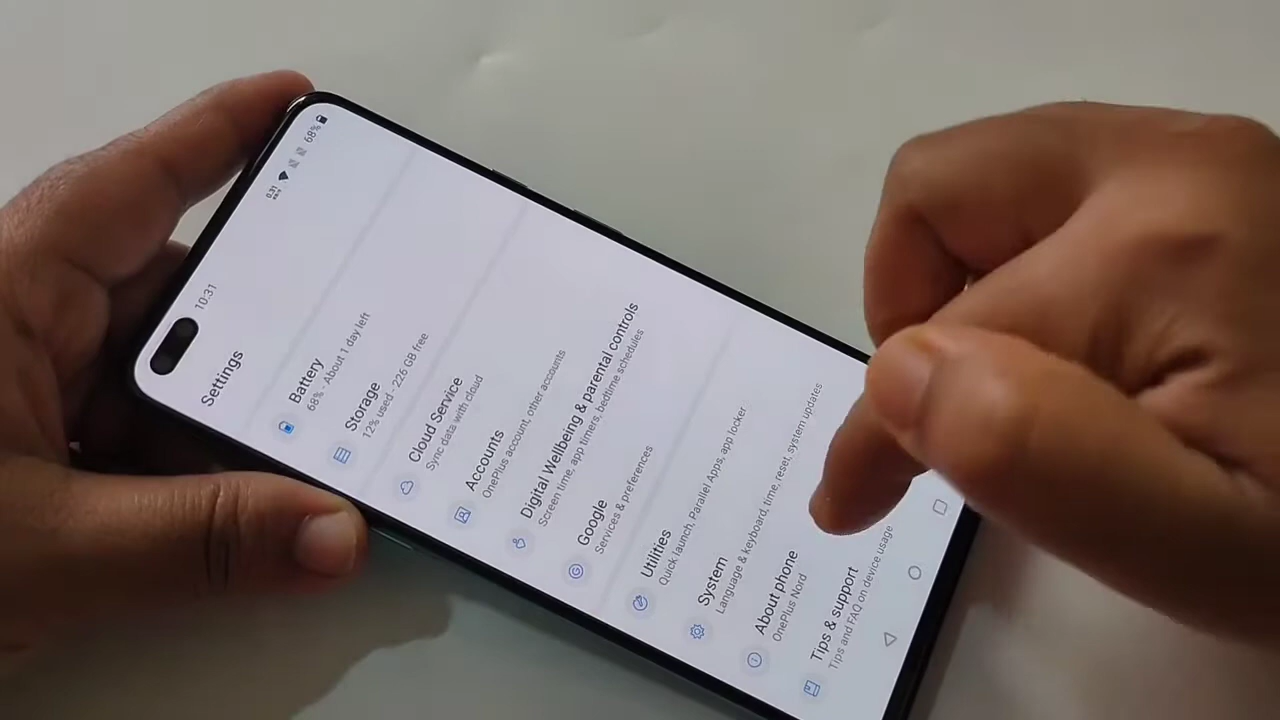 10:31
0.31
KB/s
68%
Settings
Battery
68% - About 1 day left
Storage
12% used - 226 GB free
Cloud Service
Sync data with cloud
Accounts
OnePlus account, other accounts
Digital Wellbeing & parental controls
Screen time, app timers, bedtime schedules
Google
Services & preferences
Utilities
Quick launch, Parallel Apps, app locker
System
Language & keyboard, time, reset, system updates
About phone
OnePlus Nord
Tips & support
Tips and FAQ on device usage